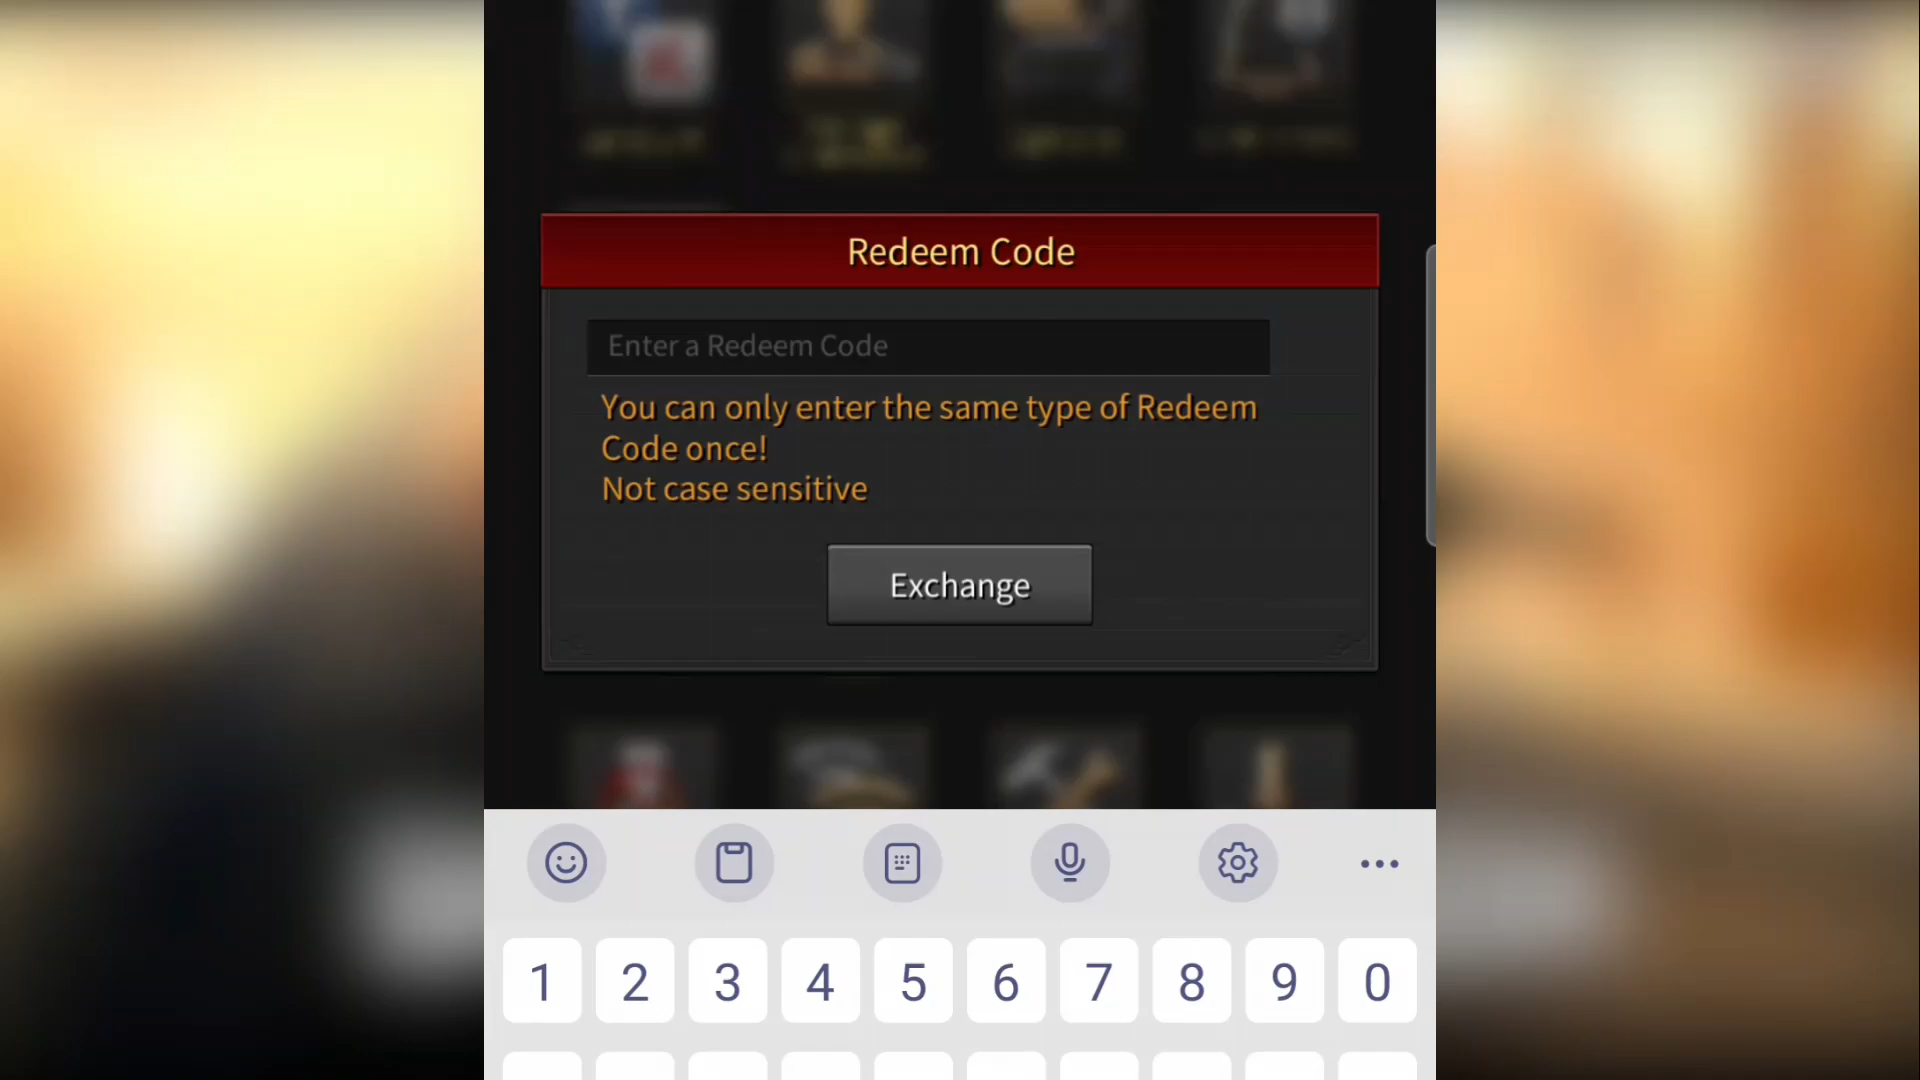 Redeem Code
Enter a Redeem Code
You can only enter the same type of Redeem
Code once!
Not case sensitive
Exchange
1 2 3 4 5 6 7 8 9 0